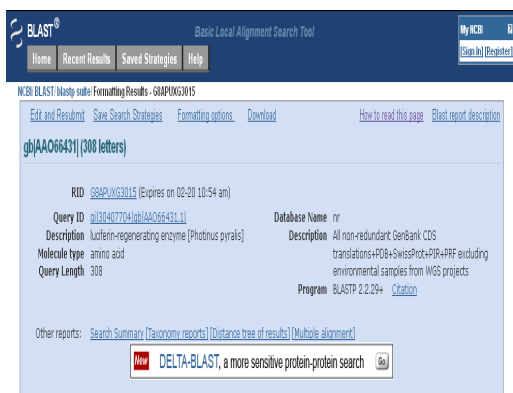 BLAST®
Basic Local Alignment Search Tool
My NCBI
[Sign In] [Register]
Home Recent Results Saved Strategies Help
NCBI/ BLAST/ blastp suite/ Formatting Results - G8APUXG3015
Edit and Resubmit Save Search Strategies Formatting options Download How to read this page Blast report description
gb|AAO66431| (308 letters)
RID G8APUXG3015 (Expires on 02-20 10:54 am)
Query ID gi|30407704|gb|AAO66431.1|
Description luciferin-regenerating enzyme [Photinus pyralis]
Molecule type amino acid
Query Length 308
Database Name nr
Description All non-redundant GenBank CDS
translations+PDB+SwissProt+PIR+PRF excluding
environmental samples from WGS projects
Program BLASTP 2.2.29+ Citation
Other reports: Search Summary [Taxonomy reports] [Distance tree of results] [Multiple alignment]
New DELTA-BLAST, a more sensitive protein-protein search Go